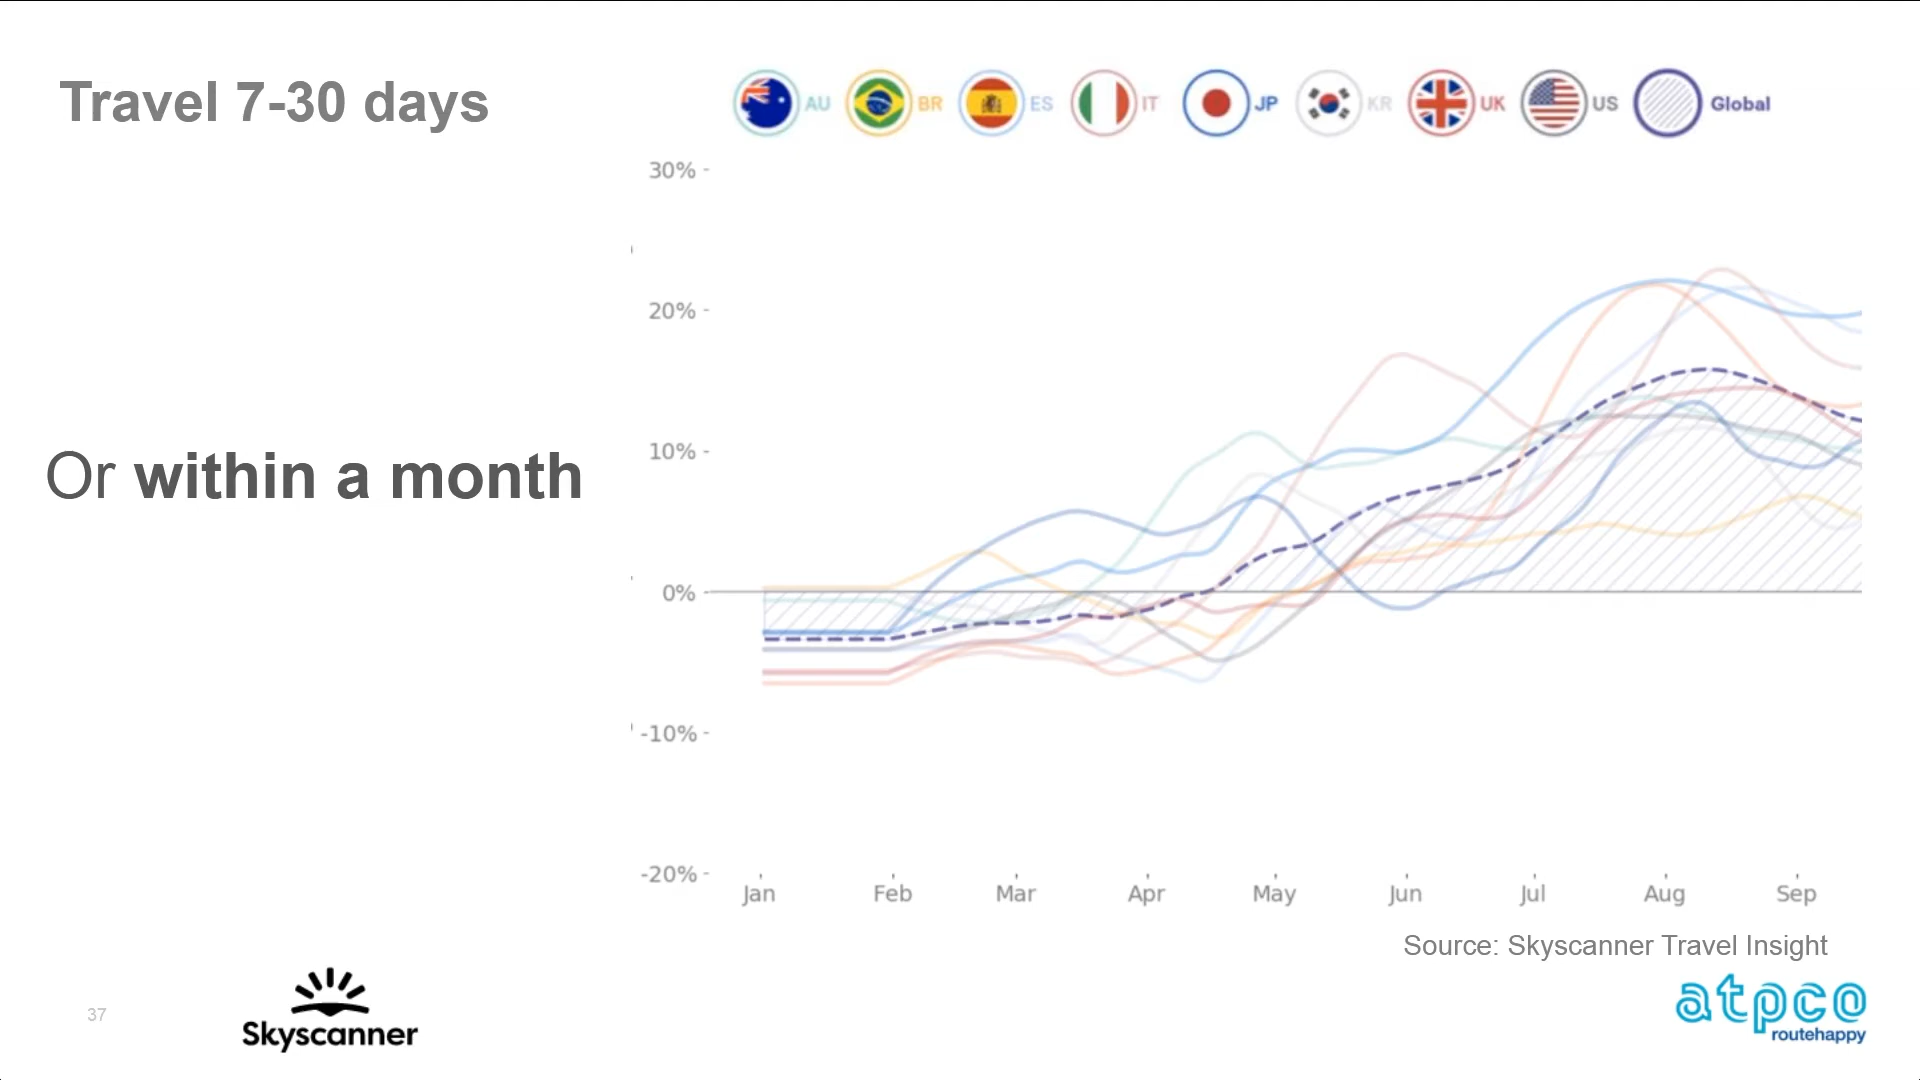 Travel 7-30 days
AU BR ES IT JP KR UK US Global
30%
20%
Or within a month
10%
0%
-10%
-20%
Jan Feb Mar Apr May Jun Jul Aug Sep
Source: Skyscanner Travel Insight
37
Skyscanner
atpco
routehappy